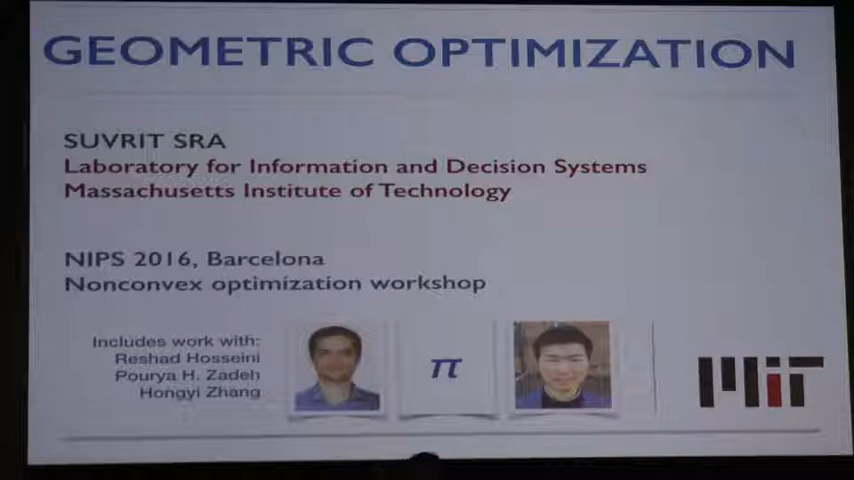 GEOMETRIC OPTIMIZATION
SUVRIT SRA
Laboratory for Information and Decision Systems
Massachusetts Institute of Technology
NIPS 2016, Barcelona
Nonconvex optimization workshop
Includes work with:
Reshad Hosseini
Pourya H. Zadeh
Hongyi Zhang
π
MIT